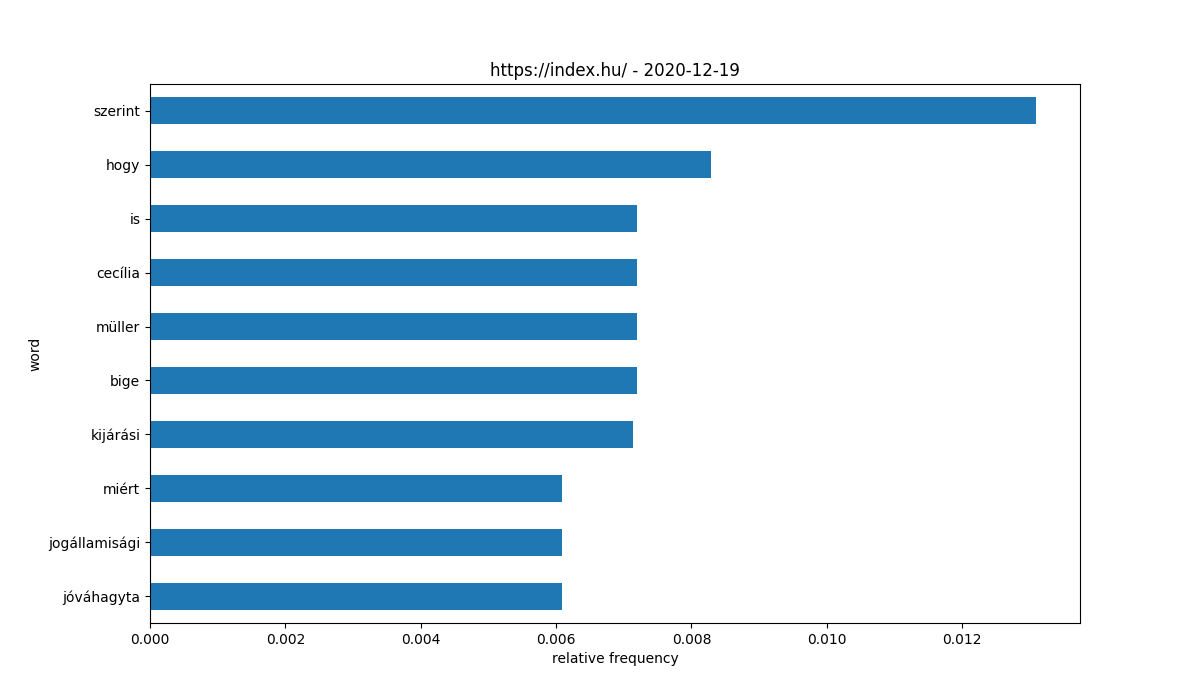 https://index.hu/ - 2020-12-19
szerint
hogy
is
cecília
müller
bige
kijárási
miért
jogállamisági
jóváhagyta
word
0.000 0.002 0.004 0.006 0.008 0.010 0.012
relative frequency